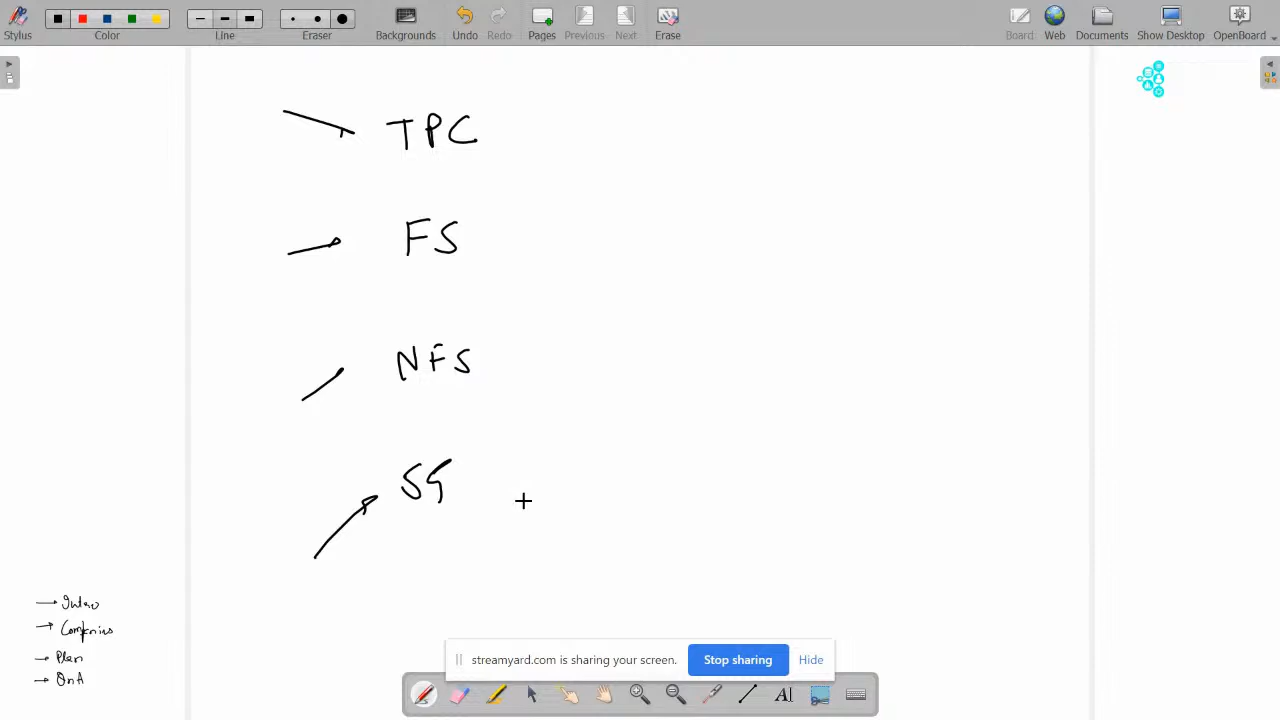 Stylus
Color
Line
Eraser
Backgrounds
Undo
Redo
Pages
Previous
Next
Erase
Board
Web
Documents
Show Desktop
OpenBoard
TPC
FS
NFS
Intro
Companies
Plan
QnA
streamyard.com is sharing your screen.
Stop sharing
Hide